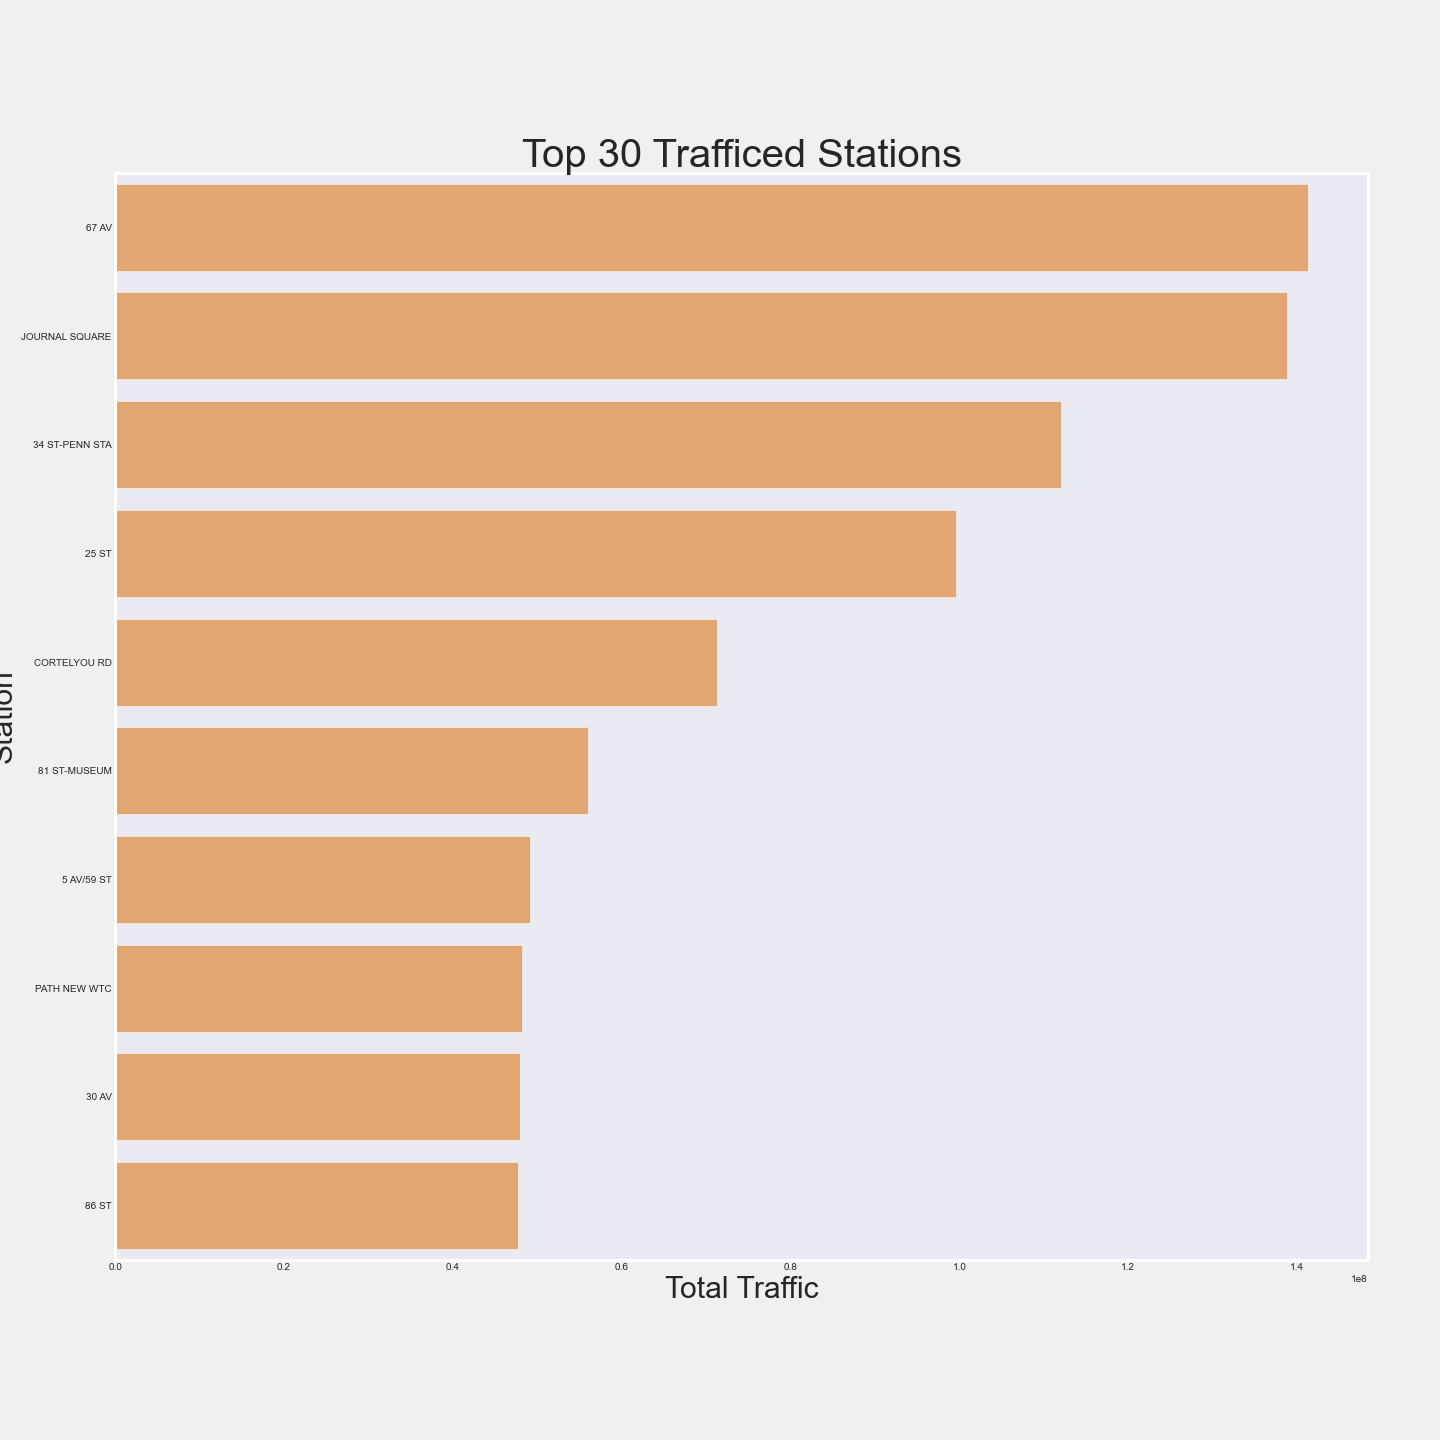 Top 30 Trafficed Stations
67 AV
JOURNAL SQUARE
34 ST-PENN STA
25 ST
CORTELYOU RD
Station
81 ST-MUSEUM
5 AV/59 ST
PATH NEW WTC
30 AV
86 ST
0.0 0.2 0.4 0.6 0.8 1.0 1.2 1.4
1e8
Total Traffic